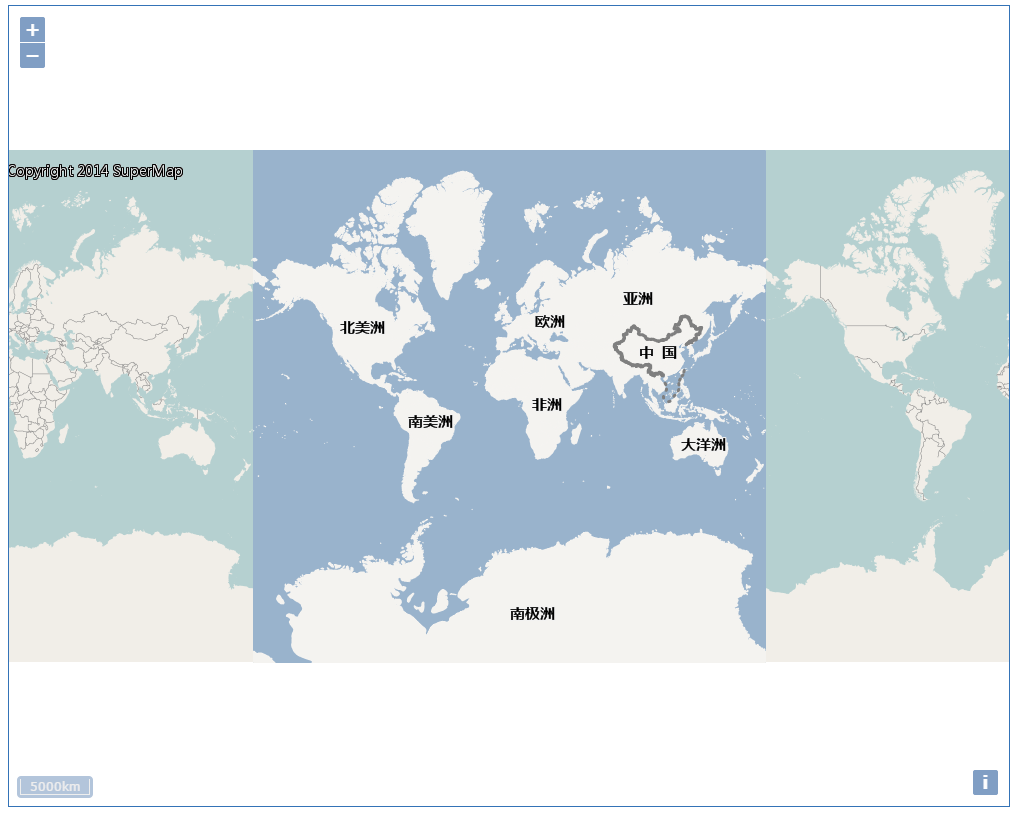 +
−
Copyright 2014 SuperMap
亚洲
欧洲
北美洲
中 国
非洲
南美洲
大洋洲
南极洲
5000km
i